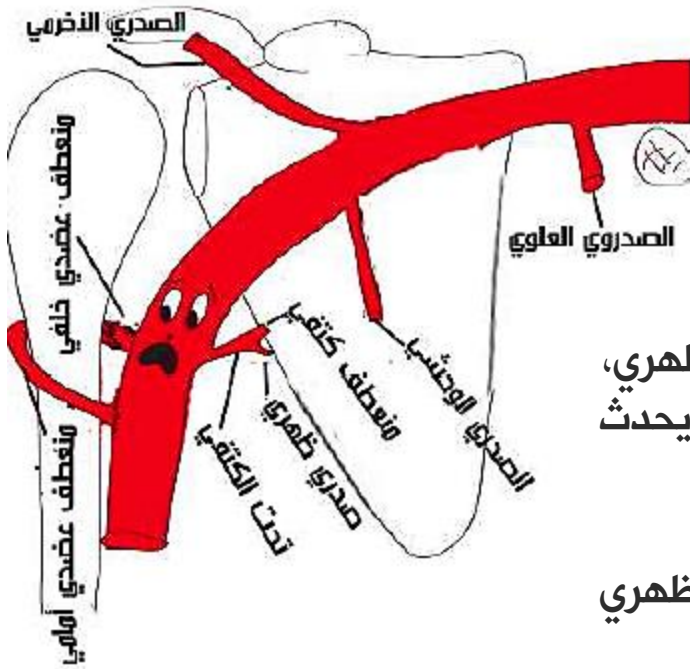 الصدري الأخرمي
منعطف عضدي خلفي
الصدروي العلوي
منعطف كتفي
الصدري الوحشي
صدري ظهري
تحت الكتفي
منعطف عضدي أمامي
ظهري،
يحدث
ظهري